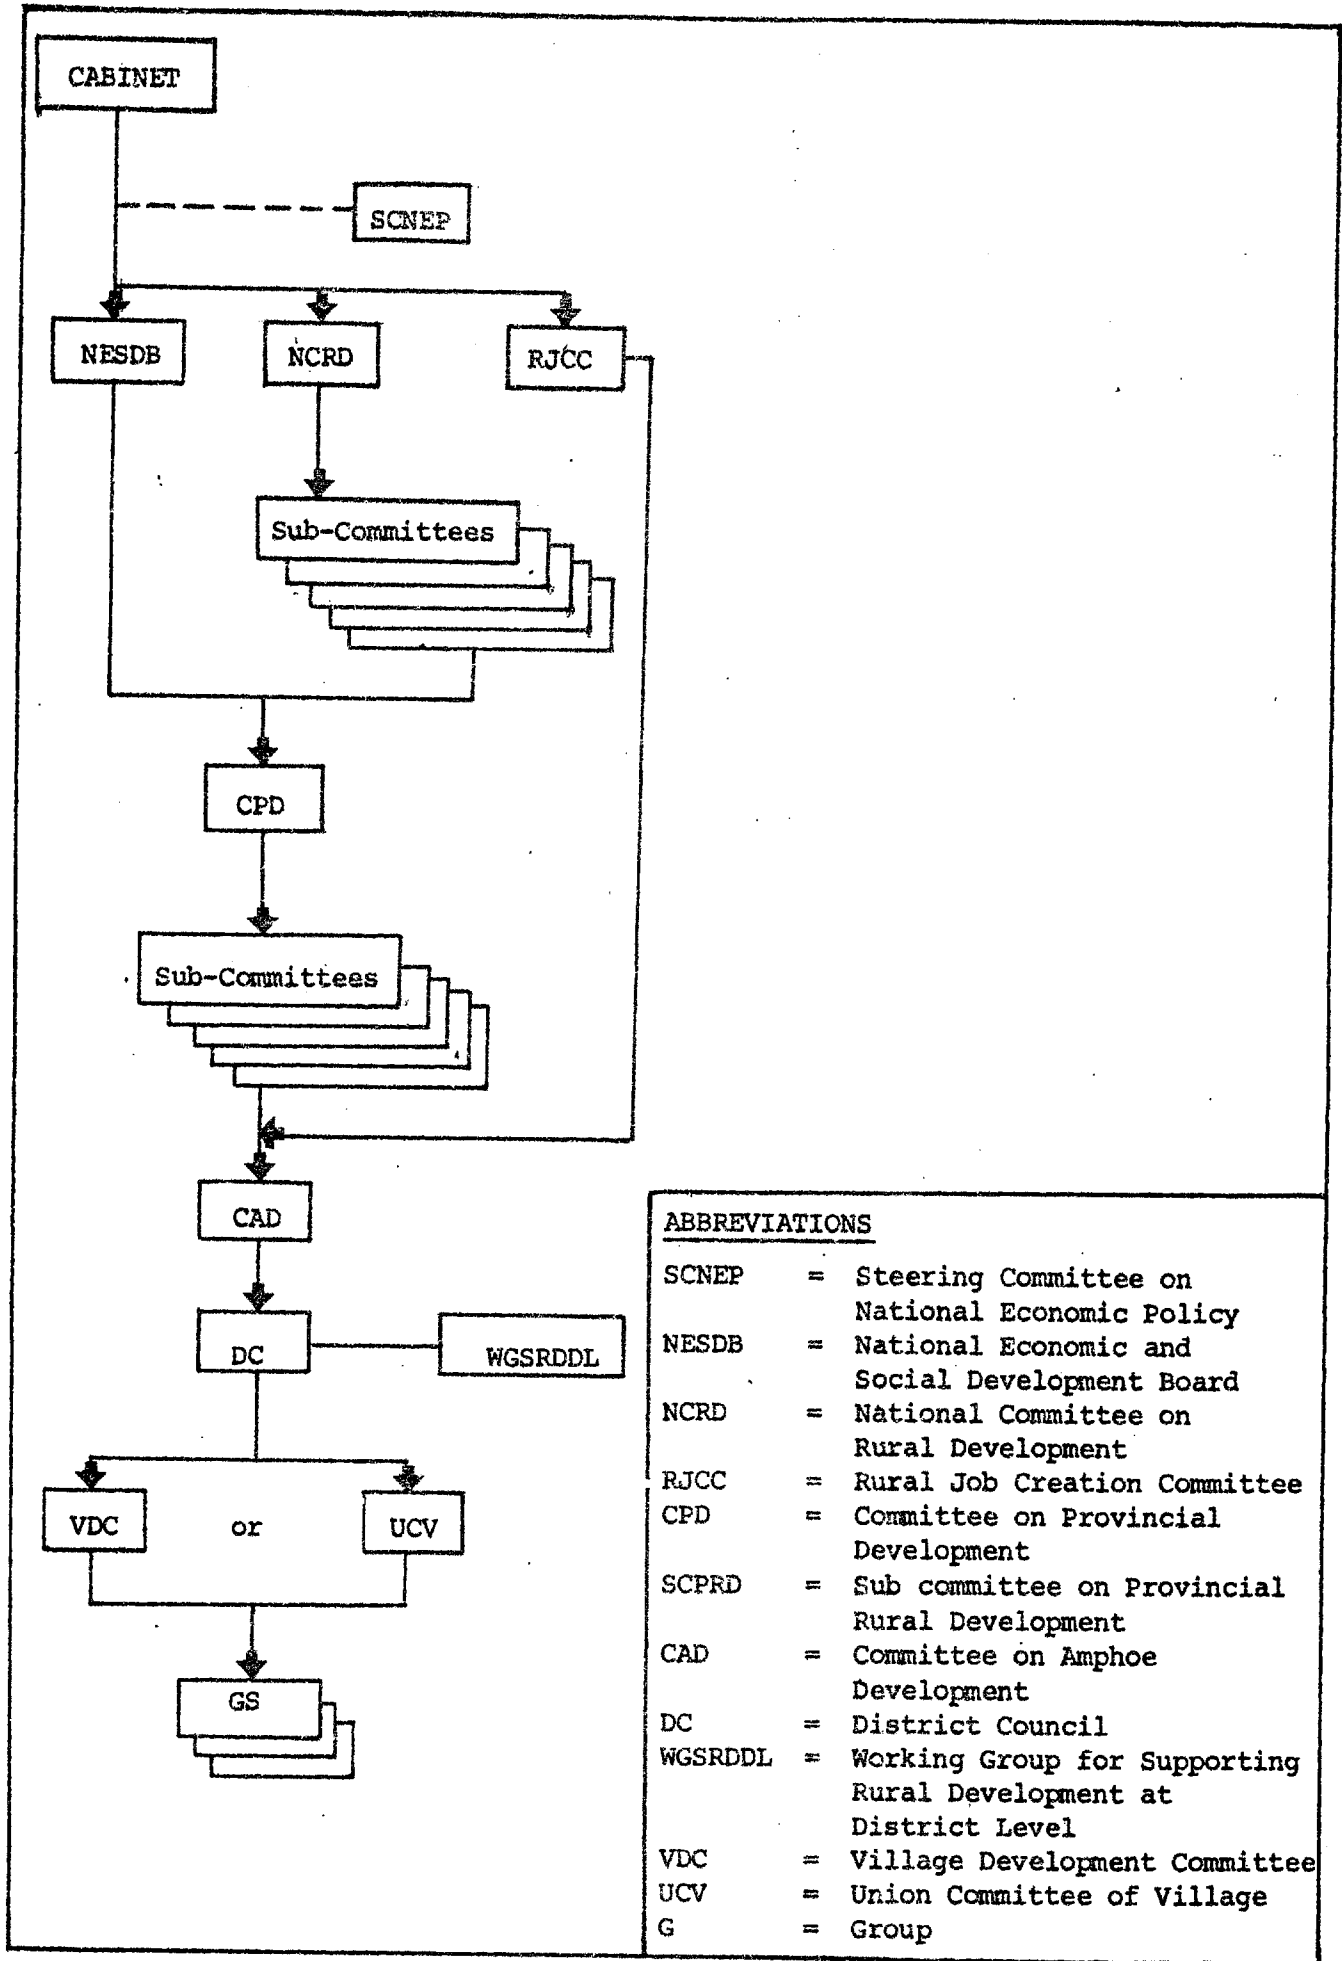 CABINET
SCNEP
NESDB NCRD RJCC
Sub-Committees
CPD
Sub-Committees
CAD
DC WGSRDDL
VDC or UCV
GS
ABBREVIATIONS
SCNEP = Steering Committee on
National Economic Policy
NESDB = National Economic and
Social Development Board
NCRD = National Committee on
Rural Development
RJCC = Rural Job Creation Committee
CPD = Committee on Provincial
Development
SCPRD = Sub committee on Provincial
Rural Development
CAD = Committee on Amphoe
Development
DC = District Council
WGSRDDL = Working Group for Supporting
Rural Development at
District Level
VDC = Village Development Committee
UCV = Union Committee of Village
G = Group